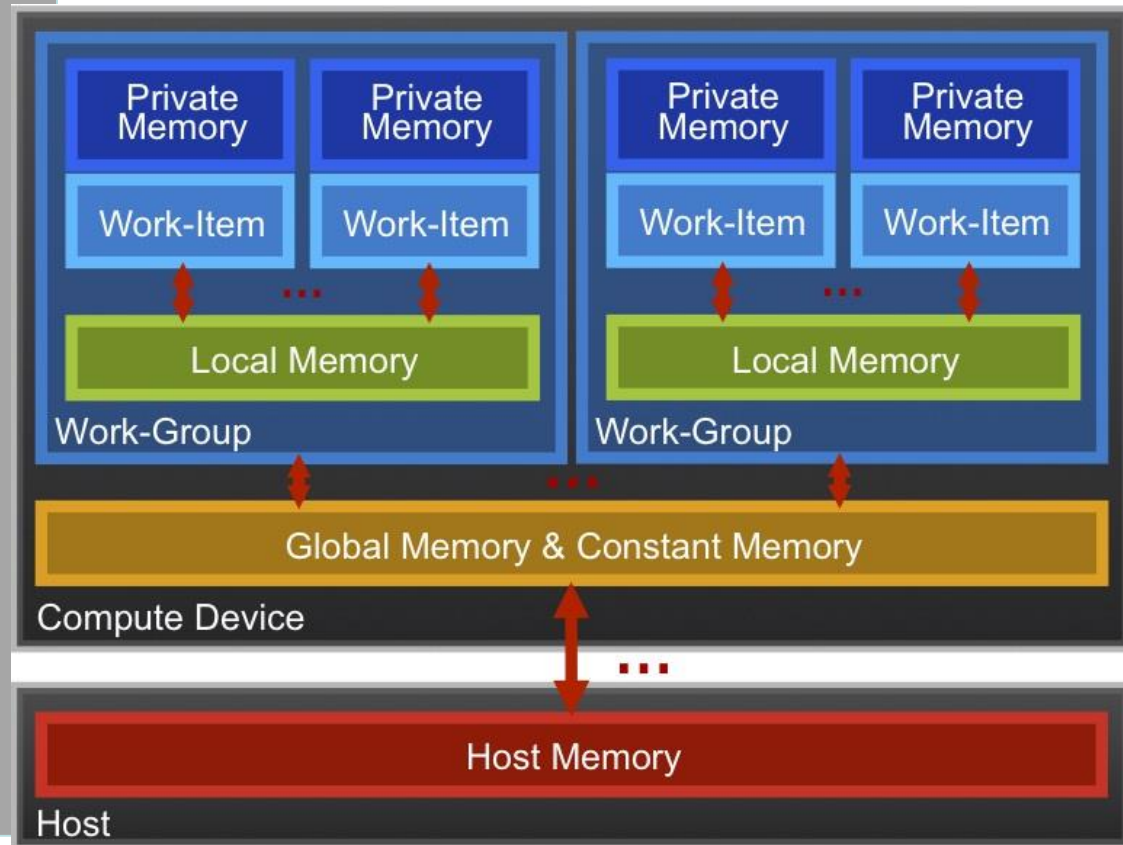 Private
Memory
Private
Memory
Private
Memory
Private
Memory
Work-Item
Work-Item
Work-Item
Work-Item
...
...
Local Memory
Local Memory
Work-Group
Work-Group
...
Global Memory & Constant Memory
Compute Device
...
Host Memory
Host